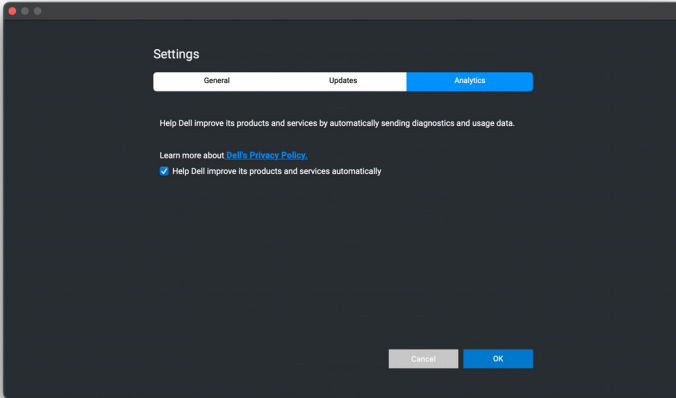 Settings
General Updates Analytics
Help Dell improve its products and services by automatically sending diagnostics and usage data.
Learn more about Dell's Privacy Policy.
Help Dell improve its products and services automatically
Cancel OK